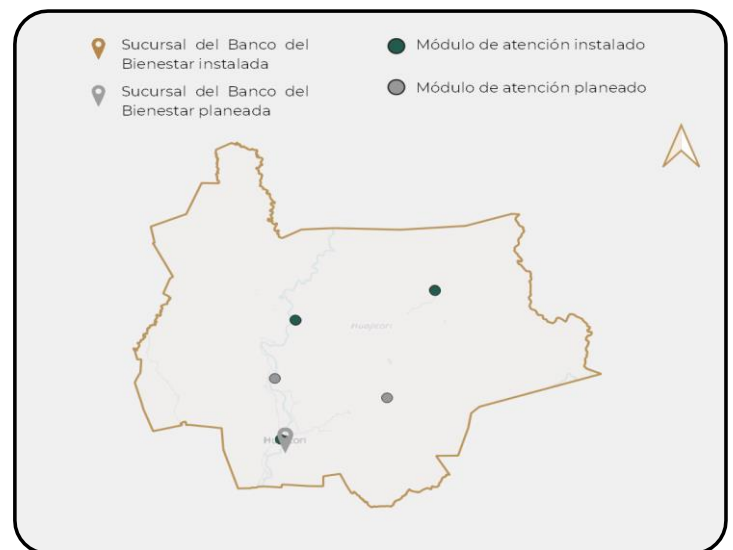 Sucursal del Banco del
Bienestar instalada
Sucursal del Banco del
Bienestar planeada
Módulo de atención instalado
Módulo de atención planeado
Huajicori